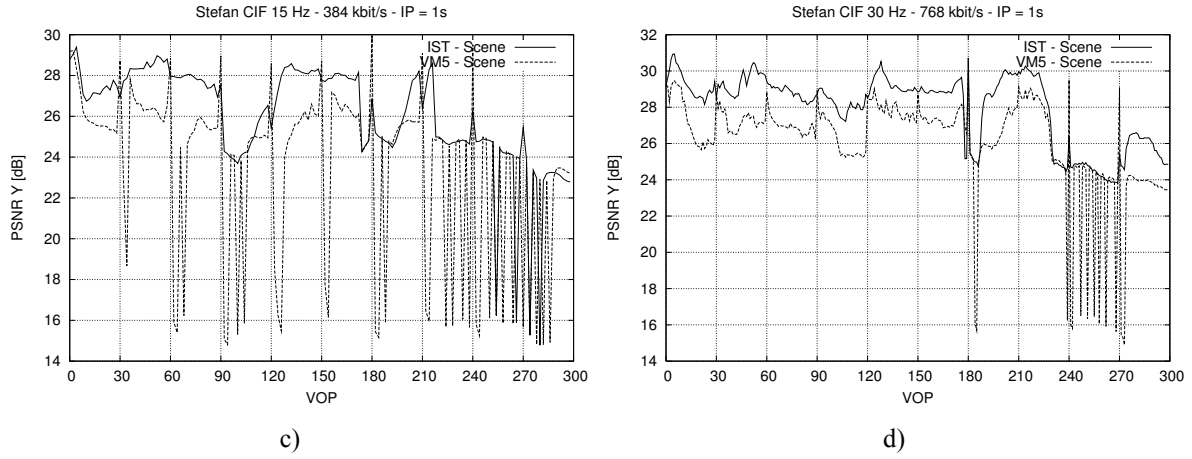 Stefan CIF 15 Hz - 384 kbit/s - IP = 1s
30
28
26
24
22
20
18
16
14
PSNR Y [dB]
IST - Scene
VM5 - Scene
0 30 60 90 120 150 180 210 240 270 300
VOP
c)
Stefan CIF 30 Hz - 768 kbit/s - IP = 1s
32
30
28
26
24
22
20
18
16
14
PSNR Y [dB]
IST - Scene
VM5 - Scene
0 30 60 90 120 150 180 210 240 270 300
VOP
d)